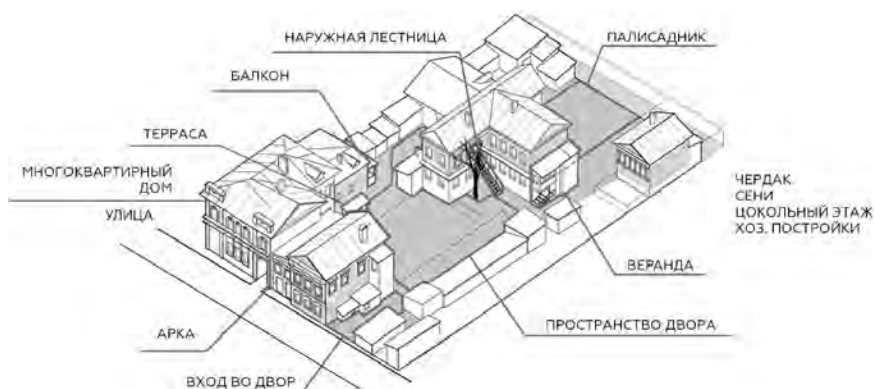 НАРУЖНАЯ ЛЕСТНИЦА
ПАЛИСАДНИК
БАЛКОН
ТЕРРАСА
МНОГОКВАРТИРНЫЙ
ДОМ
УЛИЦА
ЧЕРДАК
СЕНИ
ЦОКОЛЬНЫЙ ЭТАЖ
ХОЗ. ПОСТРОЙКИ
ВЕРАНДА
ПРОСТРАНСТВО ДВОРА
АРКА
ВХОД ВО ДВОР